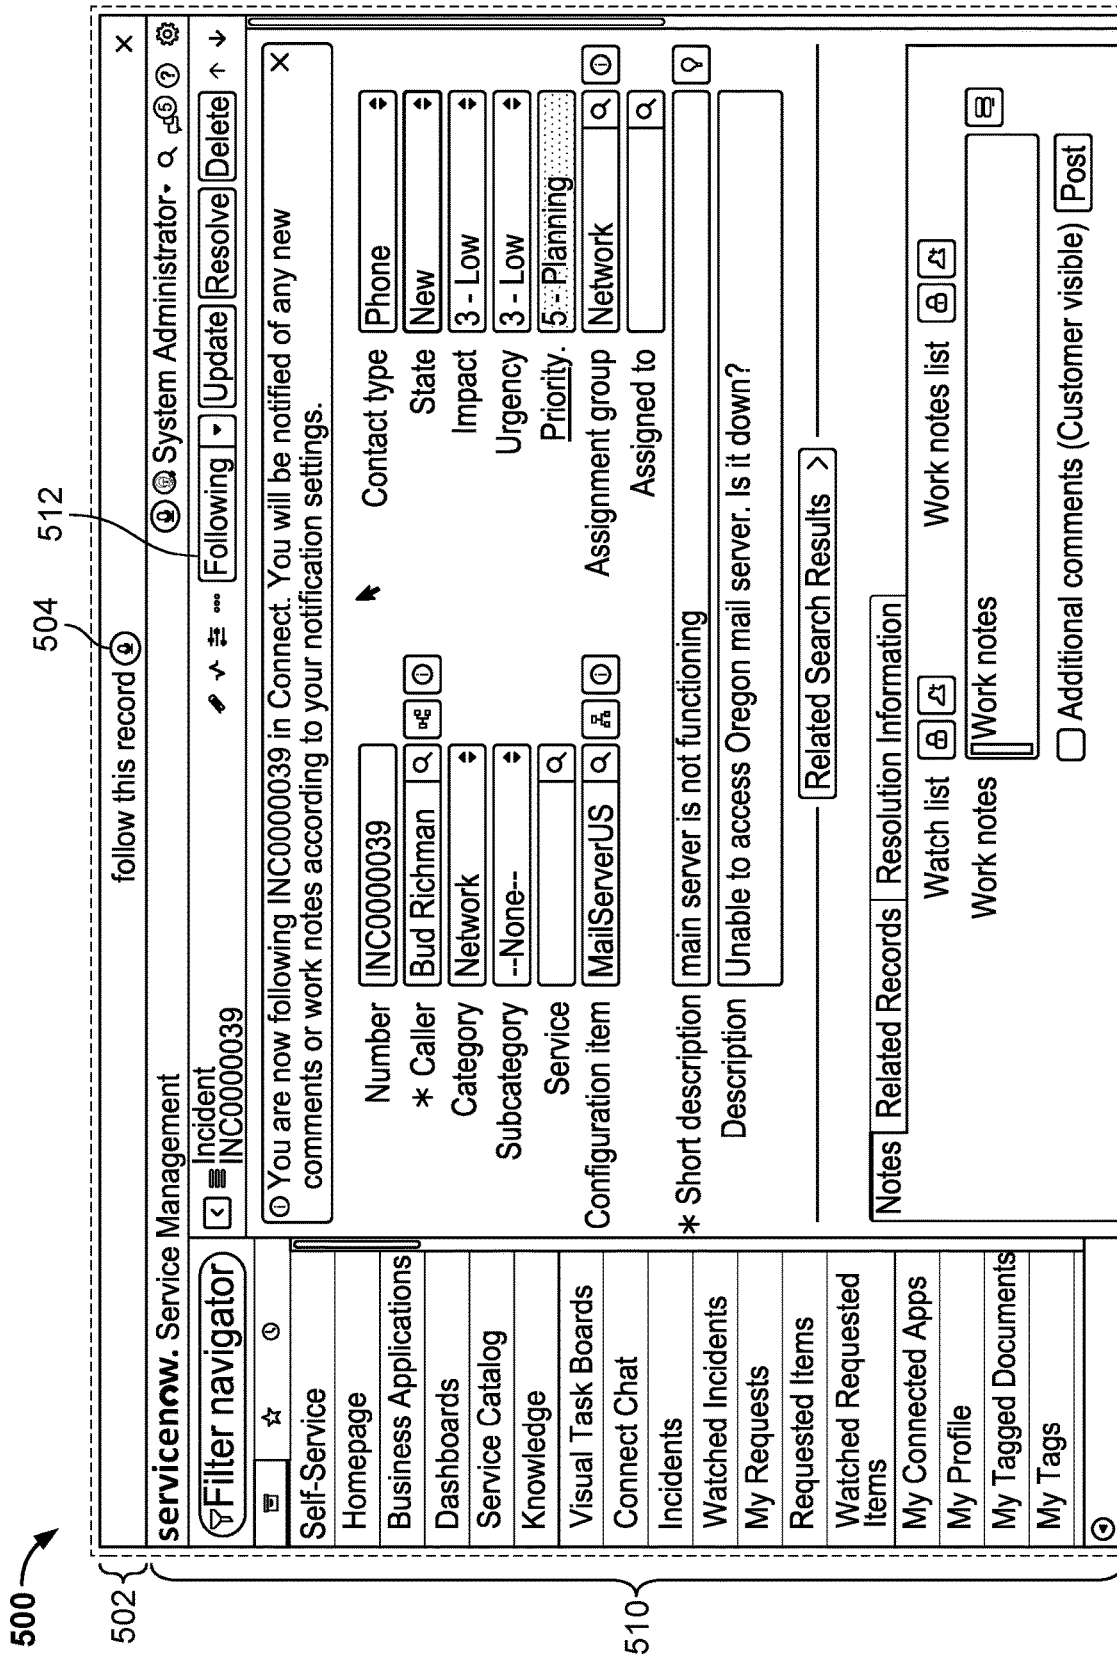 500
502
504
512
510
follow this record
×
servicenow. Service Management
System Administrator
5
?
Filter navigator
Incident
INC0000039
Following
Update
Resolve
Delete
Self-Service
Homepage
Business Applications
Dashboards
Service Catalog
Knowledge
Visual Task Boards
Connect Chat
Incidents
Watched Incidents
My Requests
Requested Items
Watched Requested
Items
My Connected Apps
My Profile
My Tagged Documents
My Tags
You are now following INC0000039 in Connect. You will be notified of any new
comments or work notes according to your notification settings.
×
Number INC0000039
* Caller Bud Richman
Category Network
Subcategory --None--
Service
Configuration item MailServerUS
Contact type Phone
State New
Impact 3 - Low
Urgency 3 - Low
Priority. 5 - Planning
Assignment group Network
Assigned to
* Short description main server is not functioning
Description Unable to access Oregon mail server. Is it down?
Related Search Results >
Notes Related Records Resolution Information
Watch list
Work notes list
Work notes Work notes
Additional comments (Customer visible) Post